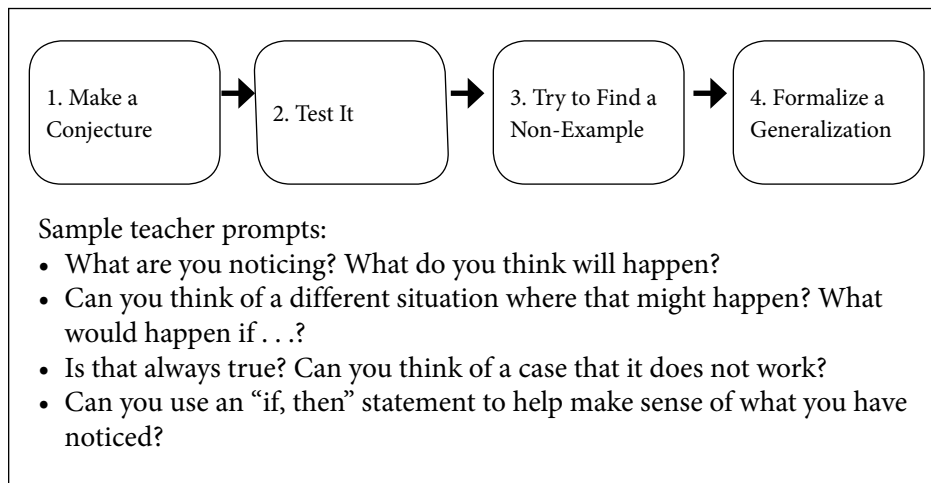 1. Make a
Conjecture
2. Test It
3. Try to Find a
Non-Example
4. Formalize a
Generalization
Sample teacher prompts:
• What are you noticing? What do you think will happen?
• Can you think of a different situation where that might happen? What
would happen if . . .?
• Is that always true? Can you think of a case that it does not work?
• Can you use an “if, then” statement to help make sense of what you have
noticed?